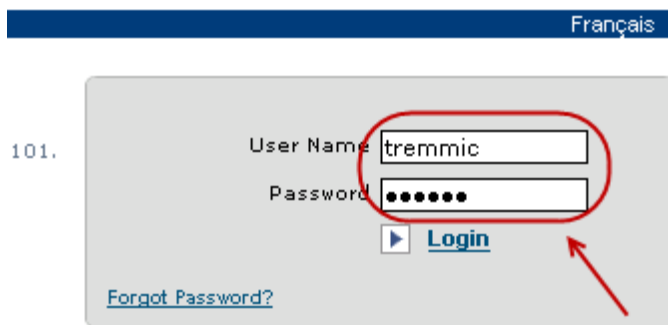 Français
101.
User Name tremmic
Password ●●●●●●
Login
Forgot Password?